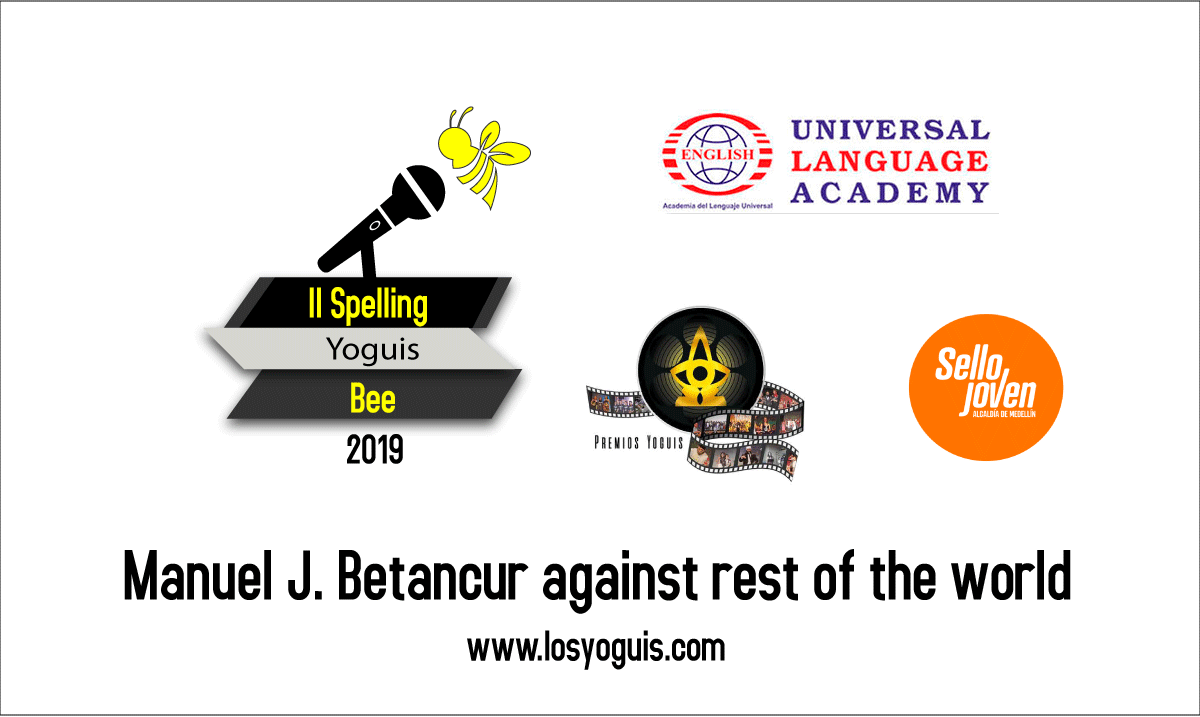 II Spelling
Yoguis
Bee
2019
ENGLISH
Academia del Lenguaje Universal
UNIVERSAL
LANGUAGE
ACADEMY
PREMIOS YOGUIS
Sello
joven
ALCALDÍA DE MEDELLÍN
Manuel J. Betancur against rest of the world
www.losyoguis.com